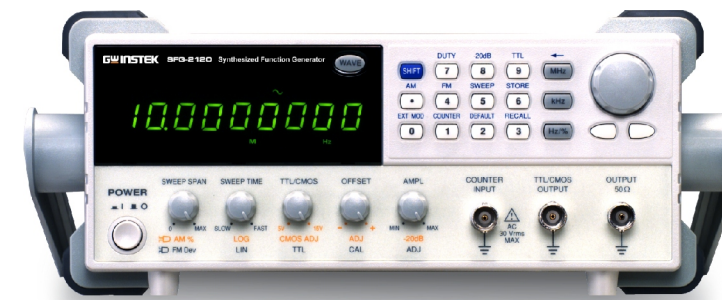 GWINSTEK SFG-2120 Synthesized Function Generator
WAVE
10.0000000
M Hz
DUTY -20dB TTL
SHIFT 7 8 9 MHz
AM FM SWEEP STORE
• 4 5 6 kHz
EXT MOD COUNTER DEFAULT RECALL
0 1 2 3 Hz/%
POWER
SWEEP SPAN SWEEP TIME TTL/CMOS OFFSET AMPL
0 MAX SLOW FAST 5V 15V - + MIN MAX
AM % LOG CMOS ADJ ADJ -20dB
FM Dev LIN TTL CAL ADJ
COUNTER
INPUT
AC
30 Vrms
MAX
TTL/CMOS
OUTPUT
OUTPUT
50Ω